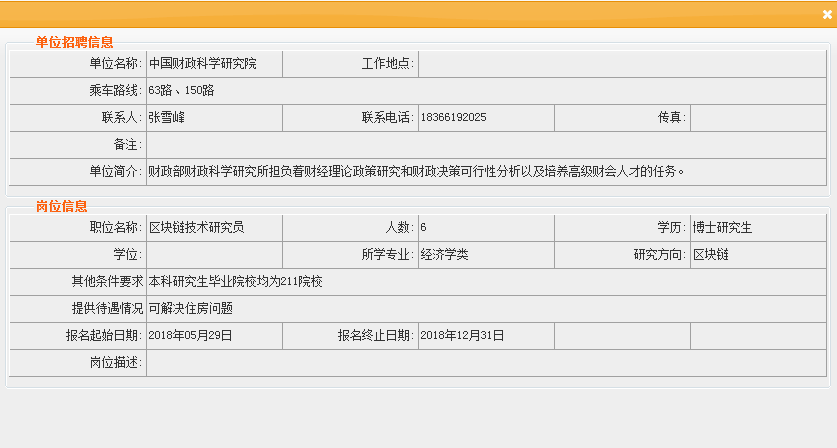 单位招聘信息
单位名称: 中国财政科学研究院 工作地点:
乘车路线: 63路、150路
联系人: 张雪峰 联系电话: 18366192025 传真:
备注:
单位简介: 财政部财政科学研究所担负着财经理论政策研究和财政决策可行性分析以及培养高级财会人才的任务。
岗位信息
职位名称: 区块链技术研究员 人数: 6 学历: 博士研究生
学位: 所学专业: 经济学类 研究方向: 区块链
其他条件要求 本科研究生毕业院校均为211院校
提供待遇情况 可解决住房问题
报名起始日期: 2018年05月29日 报名终止日期: 2018年12月31日
岗位描述: